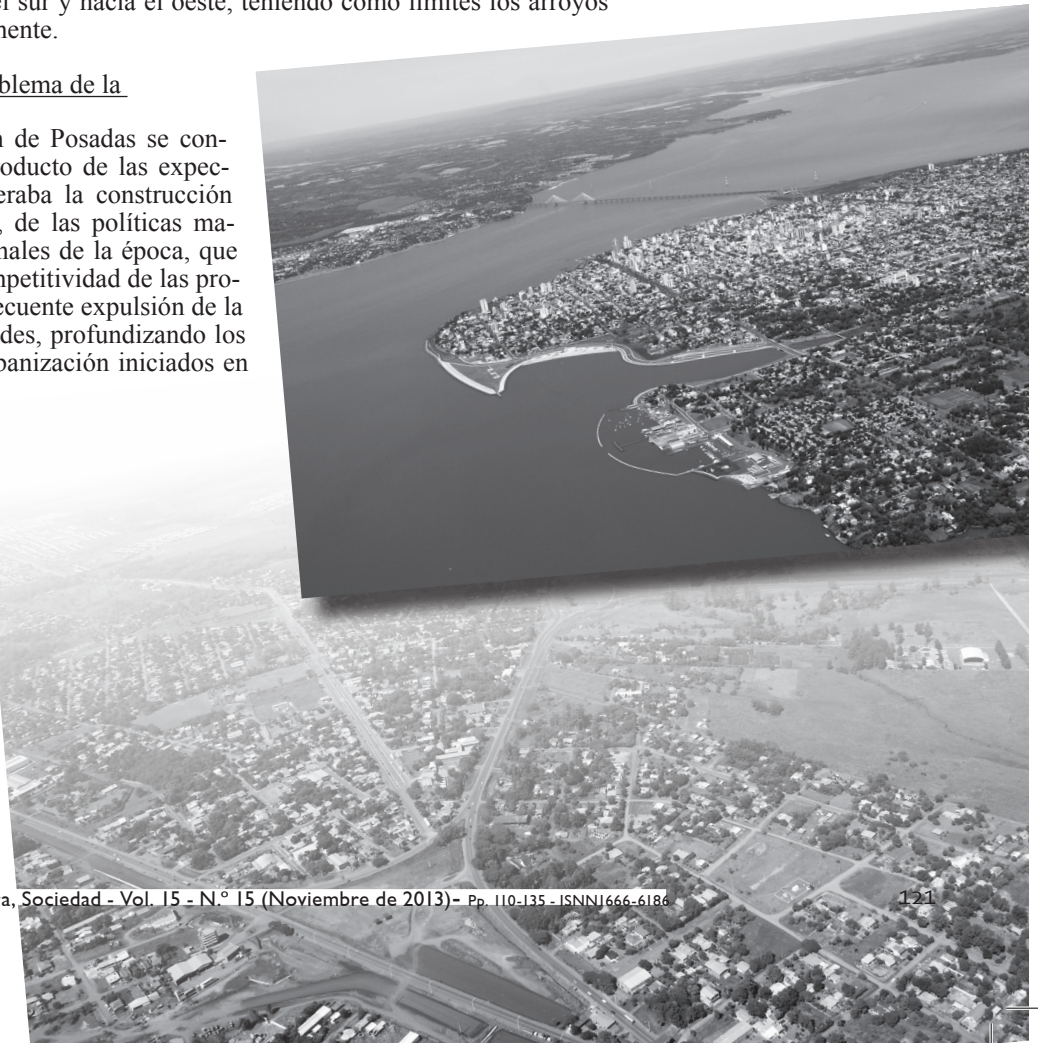 el sur y hacia el oeste, teniendo como límites los arroyos
mente.
blema de la
n de Posadas se con-
roducto de las expec-
eraba la construcción
, de las políticas ma-
nales de la época, que
mpetitividad de las pro-
ecuente expulsión de la
des, profundizando los
banización iniciados en
a, Sociedad - Vol. 15 - N.º 15 (Noviembre de 2013)- Pp. 110-135 - ISNN1666-6186
121